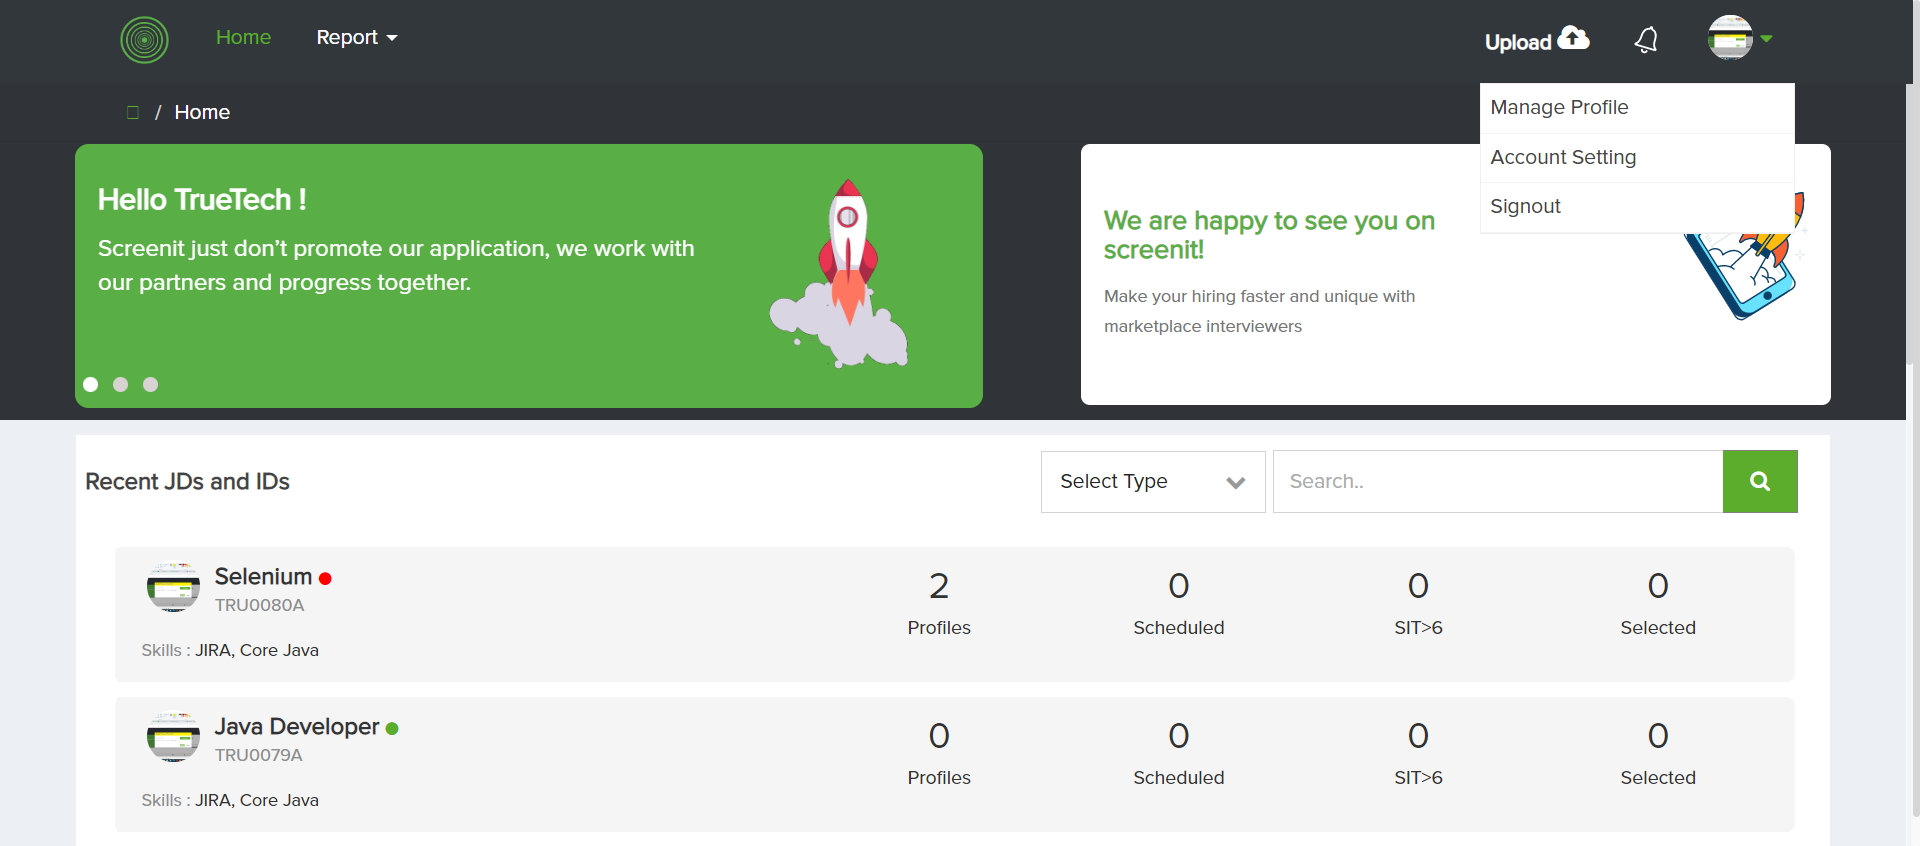 Home
Report
Upload
/ Home
Manage Profile
Account Setting
Signout
Hello TrueTech !
Screenit just don’t promote our application, we work with
our partners and progress together.
We are happy to see you on
screenit!
Make your hiring faster and unique with
marketplace interviewers
Recent JDs and IDs
Select Type
Search..
Selenium
TRU0080A
Skills : JIRA, Core Java
2
Profiles
0
Scheduled
0
SIT>6
0
Selected
Java Developer
TRU0079A
Skills : JIRA, Core Java
0
Profiles
0
Scheduled
0
SIT>6
0
Selected